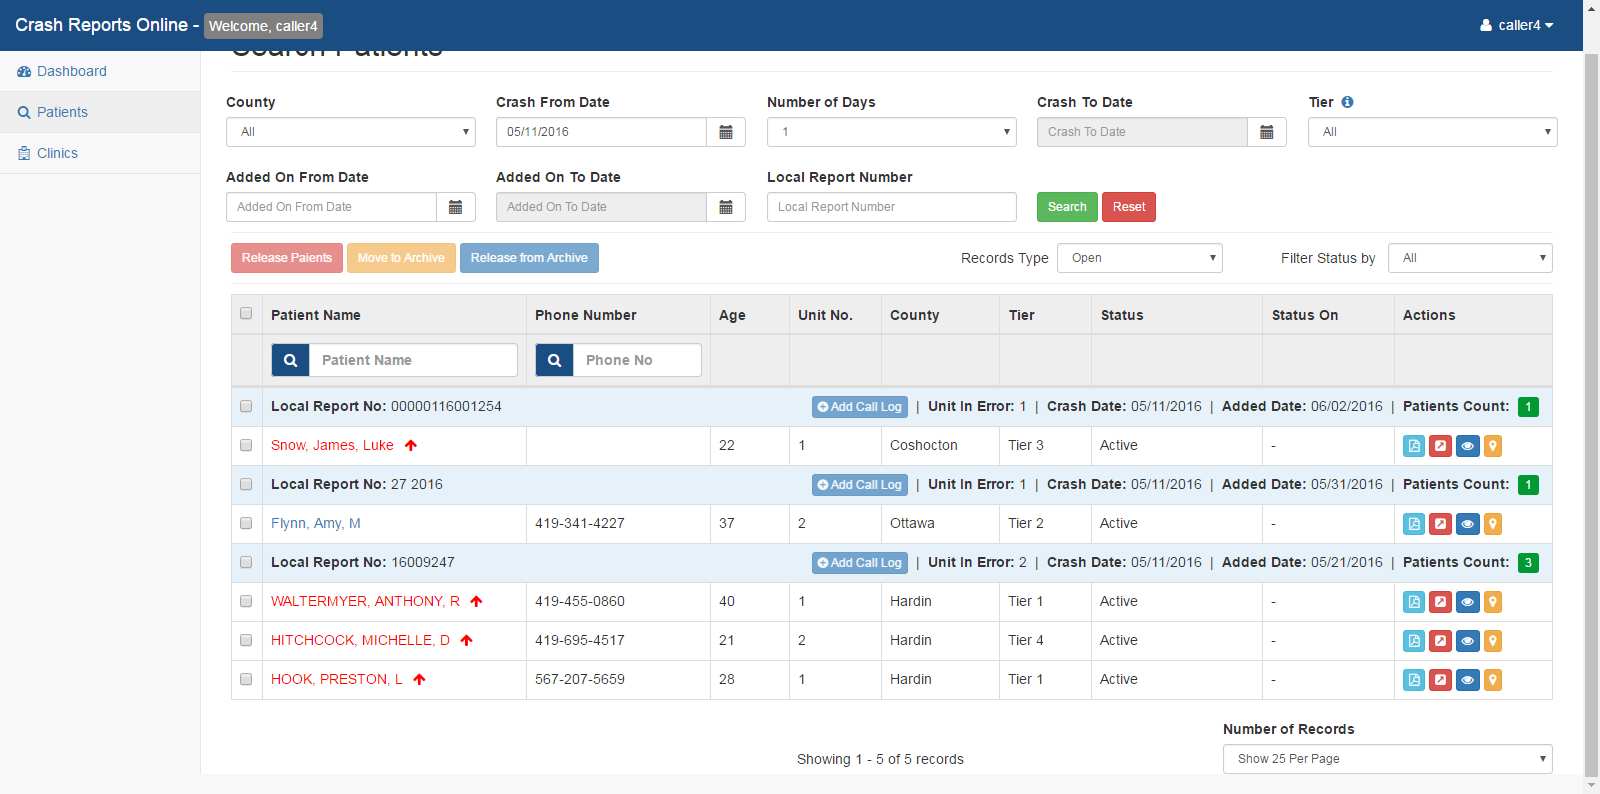 Crash Reports Online - Welcome, caller4
caller4
Dashboard
Patients
Clinics
Search Patients
County
Crash From Date
Number of Days
Crash To Date
Tier
All
05/11/2016
1
Crash To Date
All
Added On From Date
Added On To Date
Local Report Number
Added On From Date
Added On To Date
Local Report Number
Search
Reset
Release Paients
Move to Archive
Release from Archive
Records Type
Open
Filter Status by
All
Patient Name Phone Number Age Unit No. County Tier Status Status On Actions
Patient Name
Phone No
Local Report No: 00000116001254 Add Call Log | Unit In Error: 1 | Crash Date: 05/11/2016 | Added Date: 06/02/2016 | Patients Count: 1
Snow, James, Luke 22 1 Coshocton Tier 3 Active -
Local Report No: 27 2016 Add Call Log | Unit In Error: 1 | Crash Date: 05/11/2016 | Added Date: 05/31/2016 | Patients Count: 1
Flynn, Amy, M 419-341-4227 37 2 Ottawa Tier 2 Active -
Local Report No: 16009247 Add Call Log | Unit In Error: 2 | Crash Date: 05/11/2016 | Added Date: 05/21/2016 | Patients Count: 3
WALTERMYER, ANTHONY, R 419-455-0860 40 1 Hardin Tier 1 Active -
HITCHCOCK, MICHELLE, D 419-695-4517 21 2 Hardin Tier 4 Active -
HOOK, PRESTON, L 567-207-5659 28 1 Hardin Tier 1 Active -
Number of Records
Showing 1 - 5 of 5 records
Show 25 Per Page